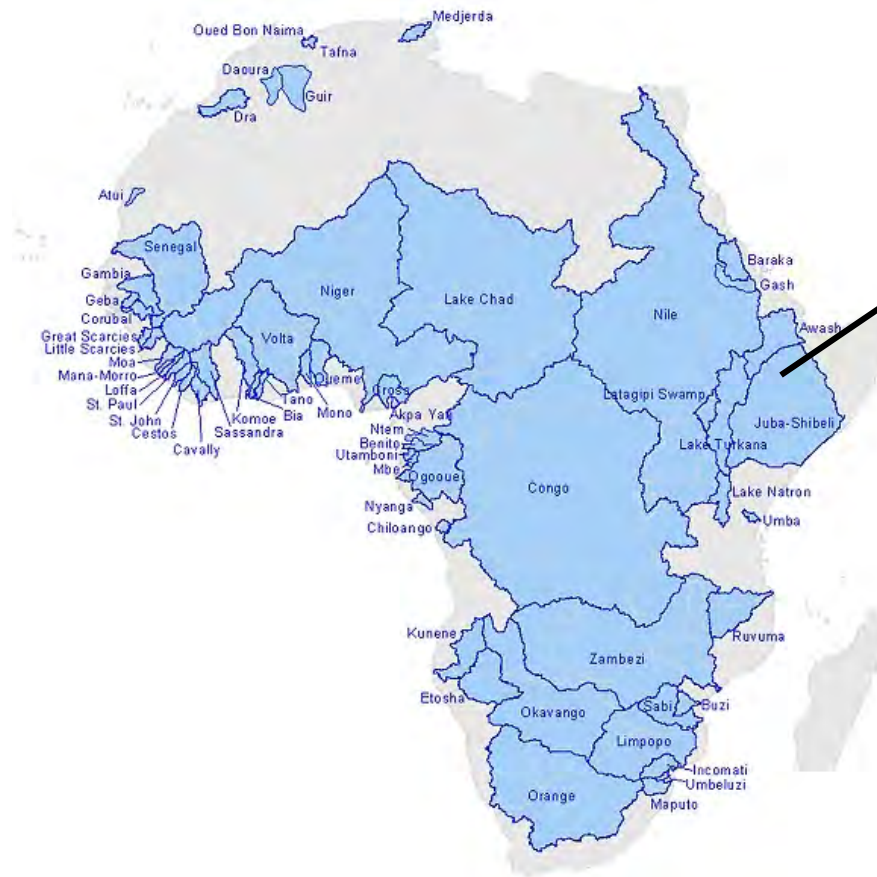 Medjerda
Oued Bon Naima
Tafna
Daoura
Guir
Dra
Atui
Senegal
Gambia
Geba
Corubal
Great Scarcies
Little Scarcies
Moa
Mana-Morro
Loffa
St. Paul
St. John
Cestos
Cavally
Sassandra
Komoe
Bia
Tano
Mono
Oueme
Volta
Niger
Lake Chad
Nile
Baraka
Gash
Awash
Latagipi Swamp
Juba-Shibeli
Lake Turkana
Lake Natron
Umba
Cross
Akpa Yafi
Ntem
Benito
Utamboni
Mbe
Ogooue
Nyanga
Chiloango
Congo
Ruvuma
Kunene
Zambezi
Etosha
Okavango
Sabi
Buzi
Limpopo
Incomati
Umbeluzi
Maputo
Orange